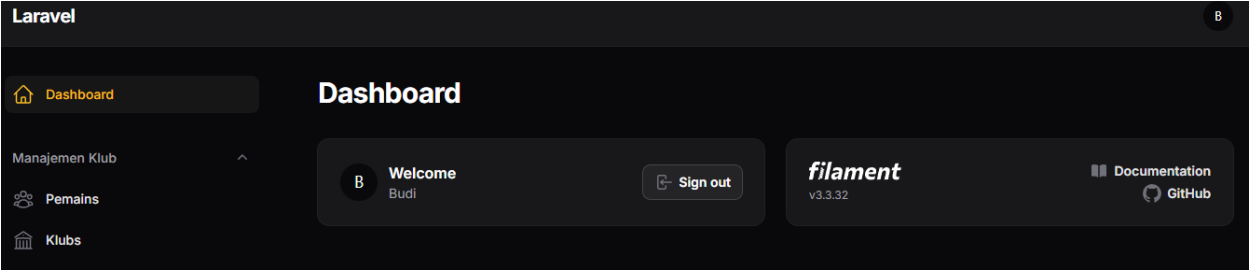 Laravel
B
Dashboard
Manajemen Klub
Pemains
Klubs
Dashboard
B
Welcome
Budi
Sign out
filament
v3.3.32
Documentation
GitHub